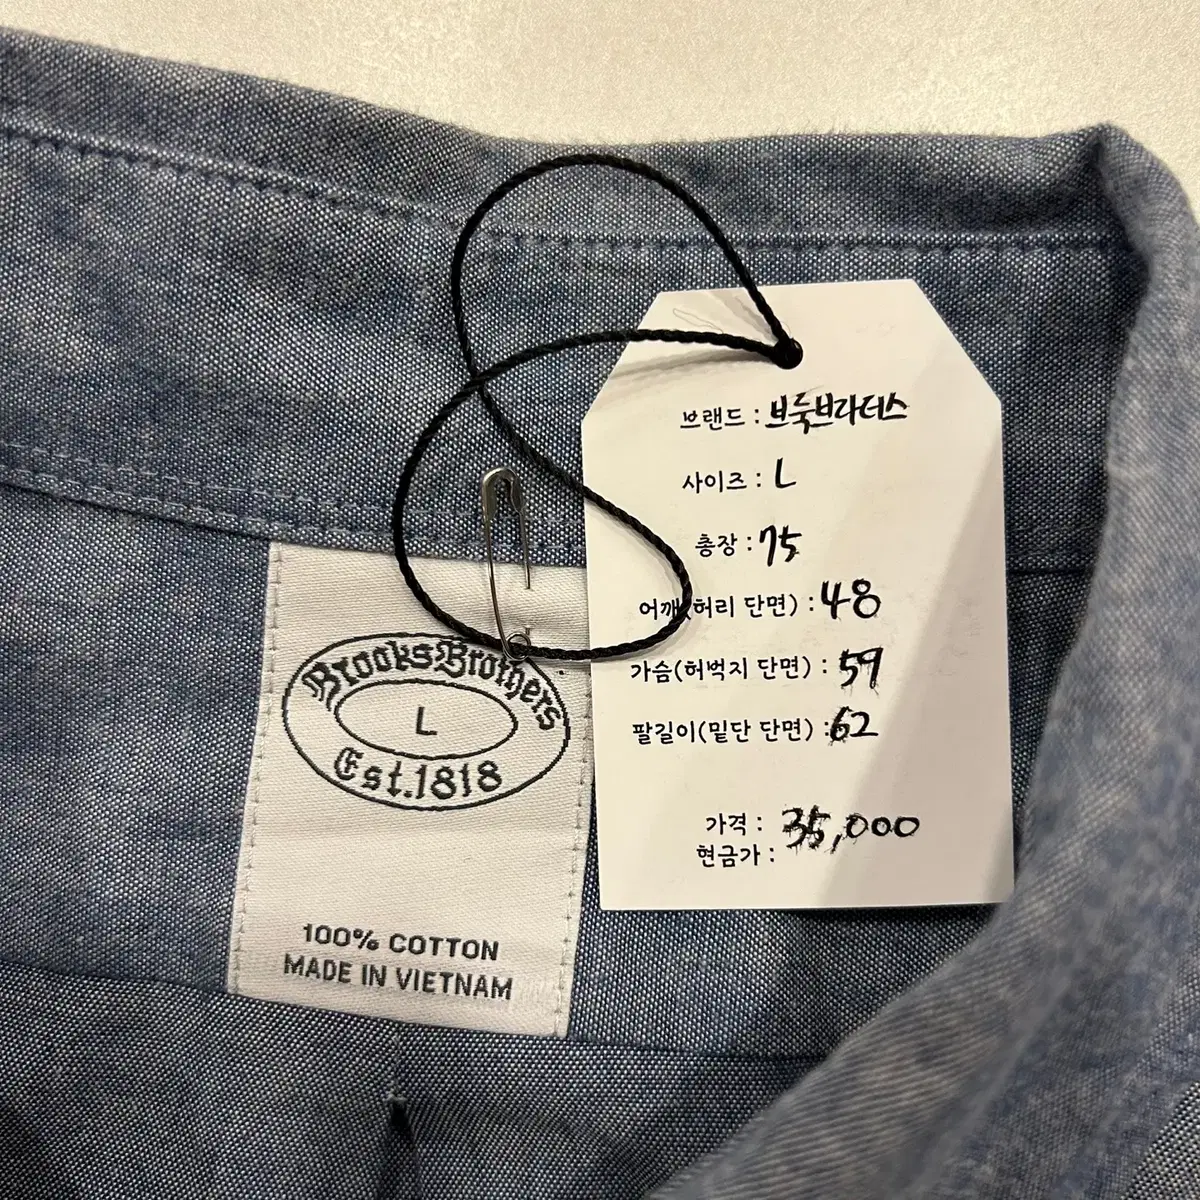 브랜드 : 브룩브라더스
사이즈 : L
총장 : 75
어깨(허리 단면) : 48
가슴(허벅지 단면) : 59
팔길이(밑단 단면) : 62
가격 : 35,000
현금가 :
Brooks Brothers
L
Est. 1818
100% COTTON
MADE IN VIETNAM